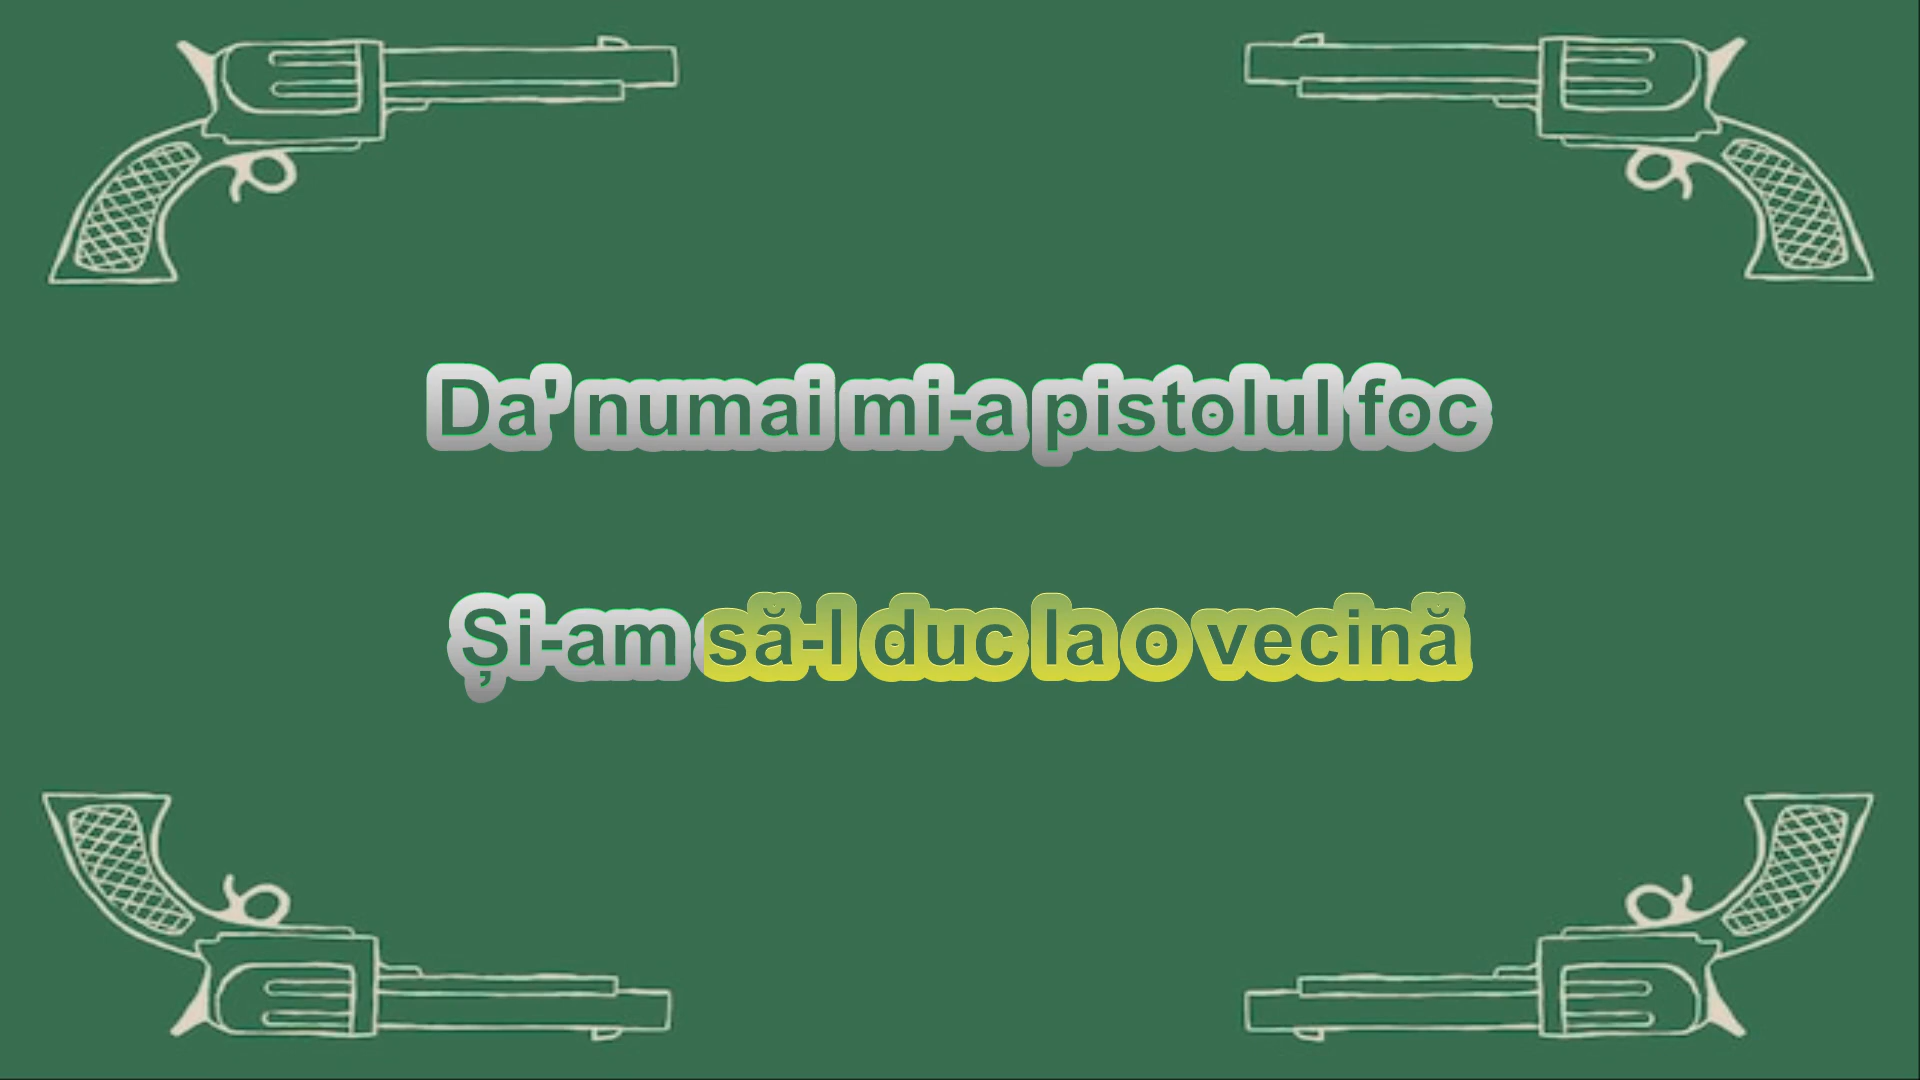 Da' numai mi-a pistolul foc
Și-am să-l duc la o vecină